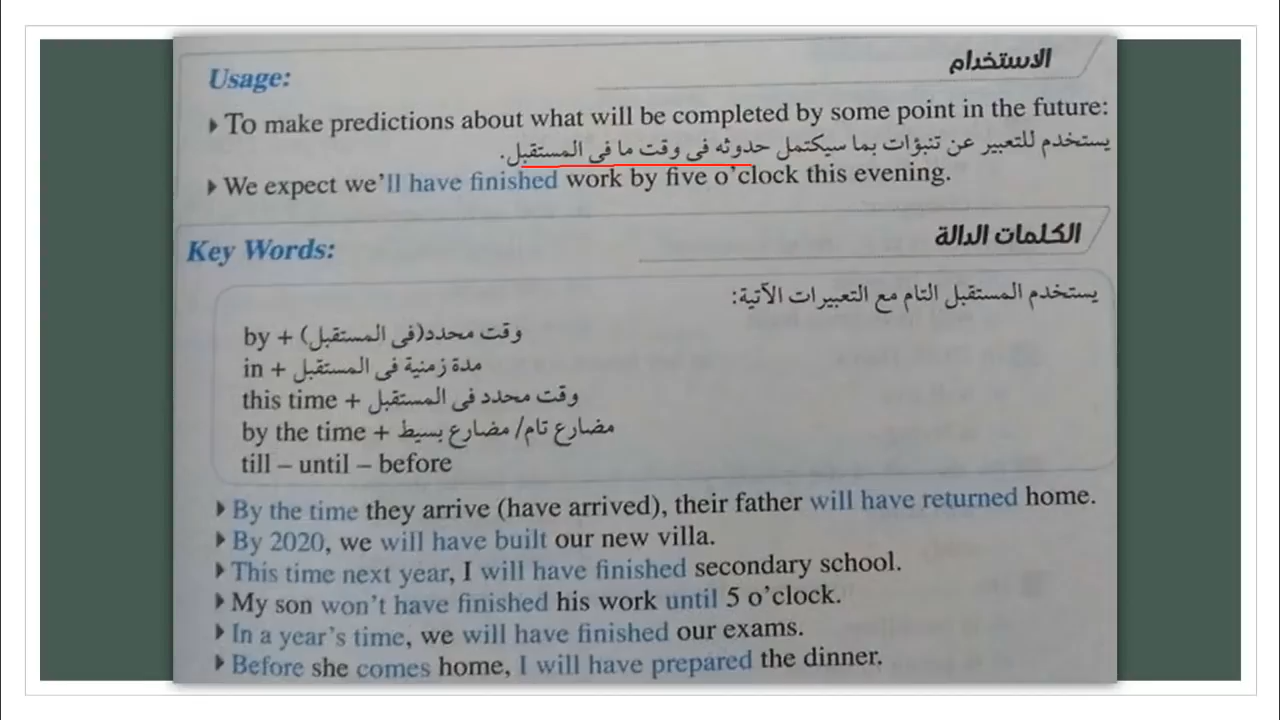 الاستخدام
Usage:
To make predictions about what will be completed by some point in the future:
يستخدم للتعبير عن تنبؤات بما سيكتمل حدوثه فى وقت ما فى المستقبل.
We expect we'll have finished work by five o'clock this evening.
الكلمات الدالة
Key Words:
يستخدم المستقبل التام مع التعبيرات الآتية:
by + وقت محدد(فى المستقبل)
in + مدة زمنية فى المستقبل
this time + وقت محدد فى المستقبل
by the time + مضارع تام/ مضارع بسيط
till – until – before
By the time they arrive (have arrived), their father will have returned home.
By 2020, we will have built our new villa.
This time next year, I will have finished secondary school.
My son won't have finished his work until 5 o'clock.
In a year's time, we will have finished our exams.
Before she comes home, I will have prepared the dinner.